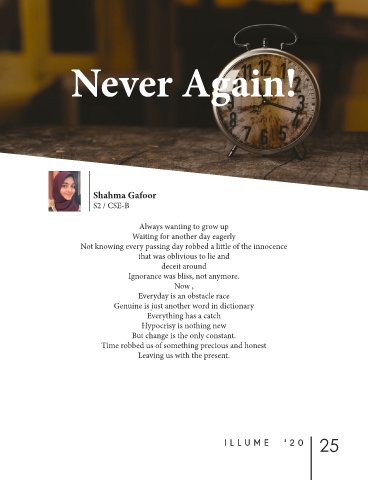 Never Again!
Shahma Gafoor
S2 / CSE-B
Always wanting to grow up
Waiting for another day eagerly
Not knowing every passing day robbed a little of the innocence
that was oblivious to lie and
deceit around
Ignorance was bliss, not anymore.
Now ,
Everyday is an obstacle race
Genuine is just another word in dictionary
Everything has a catch
Hypocrisy is nothing new
But change is the only constant.
Time robbed us of something precious and honest
Leaving us with the present.
ILLUME '20
25